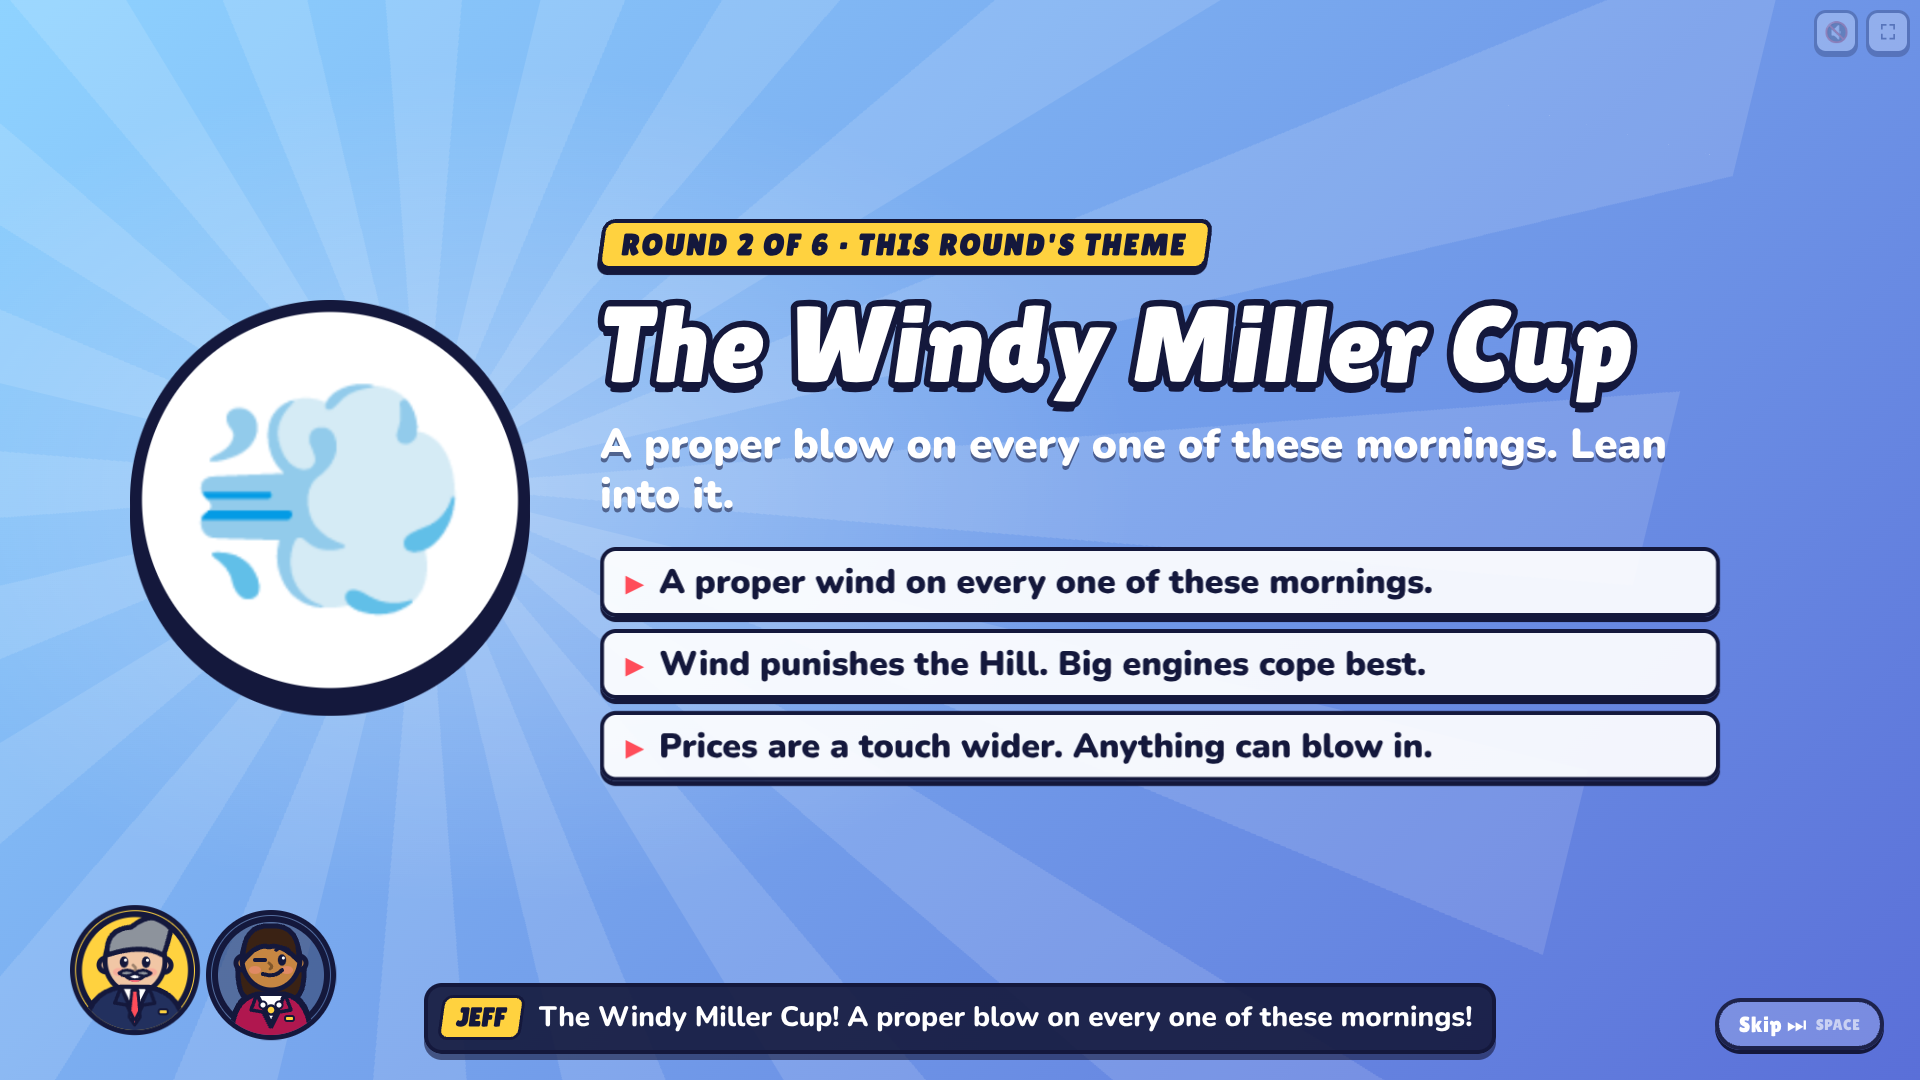 ROUND 2 OF 6 · THIS ROUND'S THEME
The Windy Miller Cup
A proper blow on every one of these mornings. Lean
into it.
▶ A proper wind on every one of these mornings.
▶ Wind punishes the Hill. Big engines cope best.
▶ Prices are a touch wider. Anything can blow in.
JEFF The Windy Miller Cup! A proper blow on every one of these mornings!
Skip ⏭ SPACE